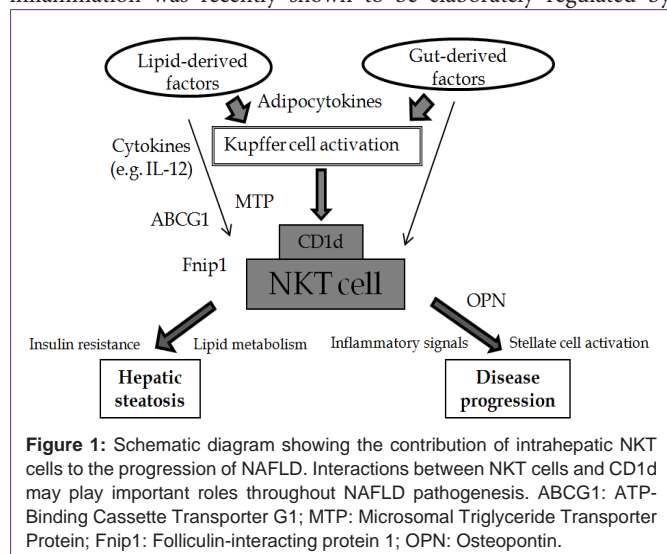 inflammation was recently shown to be elaborately regulated by
Lipid-derived
factors
Gut-derived
factors
Adipocytokines
Cytokines
(e.g. IL-12)
Kupffer cell activation
MTP
ABCG1
CD1d
Fnip1
NKT cell
OPN
Insulin resistance
Lipid metabolism
Inflammatory signals
Stellate cell activation
Hepatic
steatosis
Disease
progression
Figure 1: Schematic diagram showing the contribution of intrahepatic NKT
cells to the progression of NAFLD. Interactions between NKT cells and CD1d
may play important roles throughout NAFLD pathogenesis. ABCG1: ATP-
Binding Cassette Transporter G1; MTP: Microsomal Triglyceride Transporter
Protein; Fnip1: Folliculin-interacting protein 1; OPN: Osteopontin.